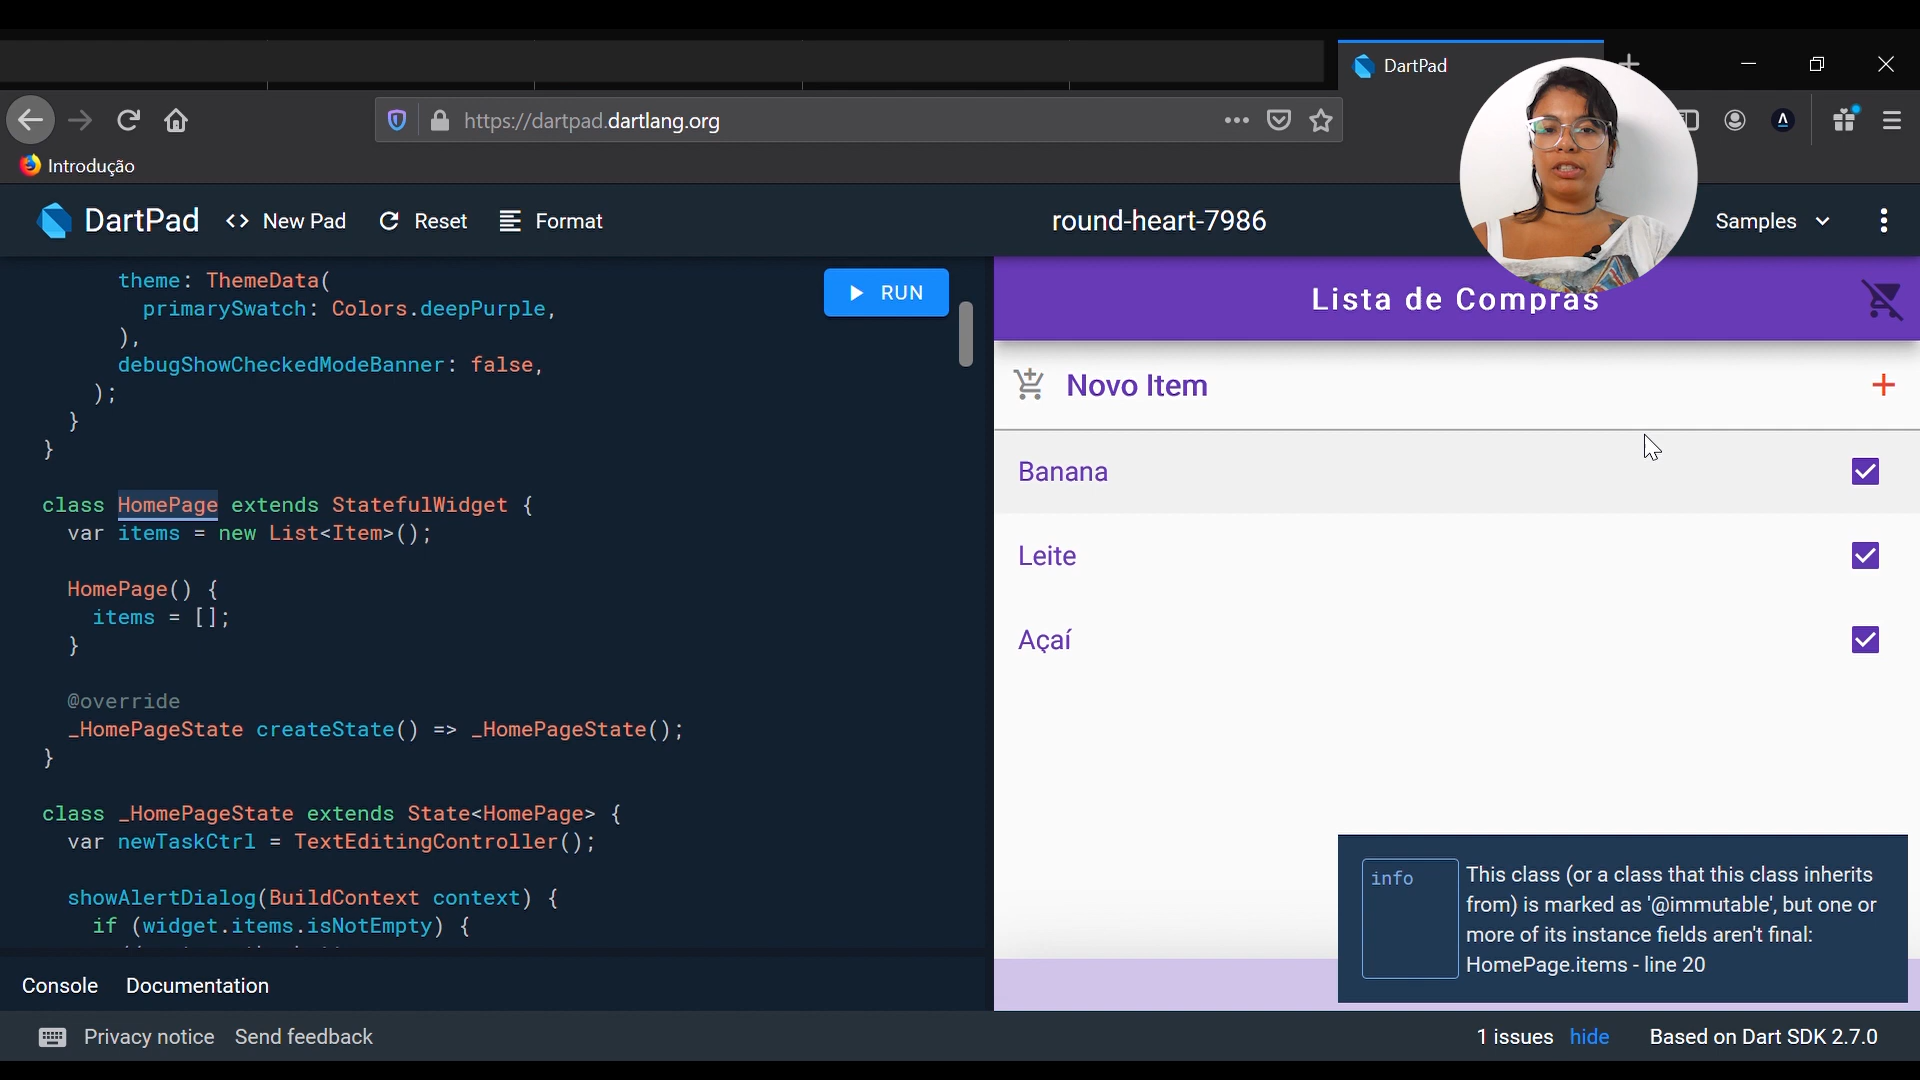 DartPad
https://dartpad.dartlang.org
Introdução
DartPad
<> New Pad
Reset
Format
round-heart-7986
Samples
theme: ThemeData(
primarySwatch: Colors.deepPurple,
),
debugShowCheckedModeBanner: false,
);
}
}
class HomePage extends StatefulWidget {
var items = new List<Item>();
HomePage() {
items = [];
}
@override
_HomePageState createState() => _HomePageState();
}
class _HomePageState extends State<HomePage> {
var newTaskCtrl = TextEditingController();
showAlertDialog(BuildContext context) {
if (widget.items.isNotEmpty) {
RUN
Lista de Compras
Novo Item
Banana
Leite
Açaí
info
This class (or a class that this class inherits
from) is marked as '@immutable', but one or
more of its instance fields aren't final:
HomePage.items - line 20
Console
Documentation
Privacy notice
Send feedback
1 issues
hide
Based on Dart SDK 2.7.0